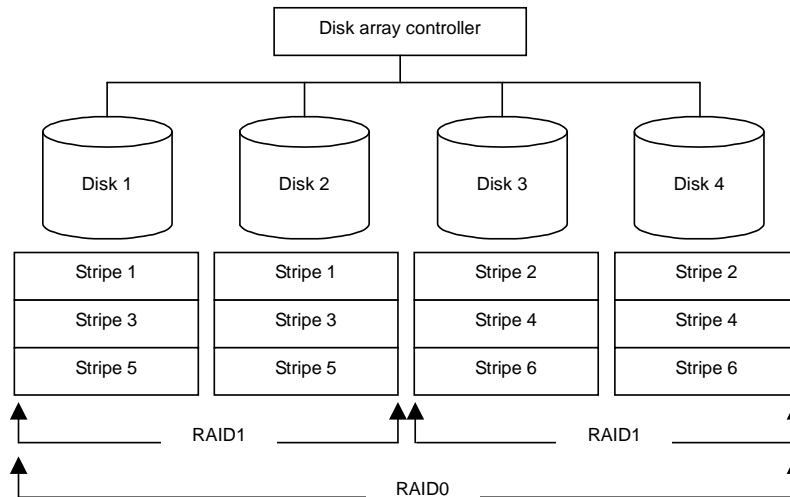 Disk array controller
Disk 1 Disk 2 Disk 3 Disk 4
Stripe 1 Stripe 1 Stripe 2 Stripe 2
Stripe 3 Stripe 3 Stripe 4 Stripe 4
Stripe 5 Stripe 5 Stripe 6 Stripe 6
RAID1 RAID1
RAID0